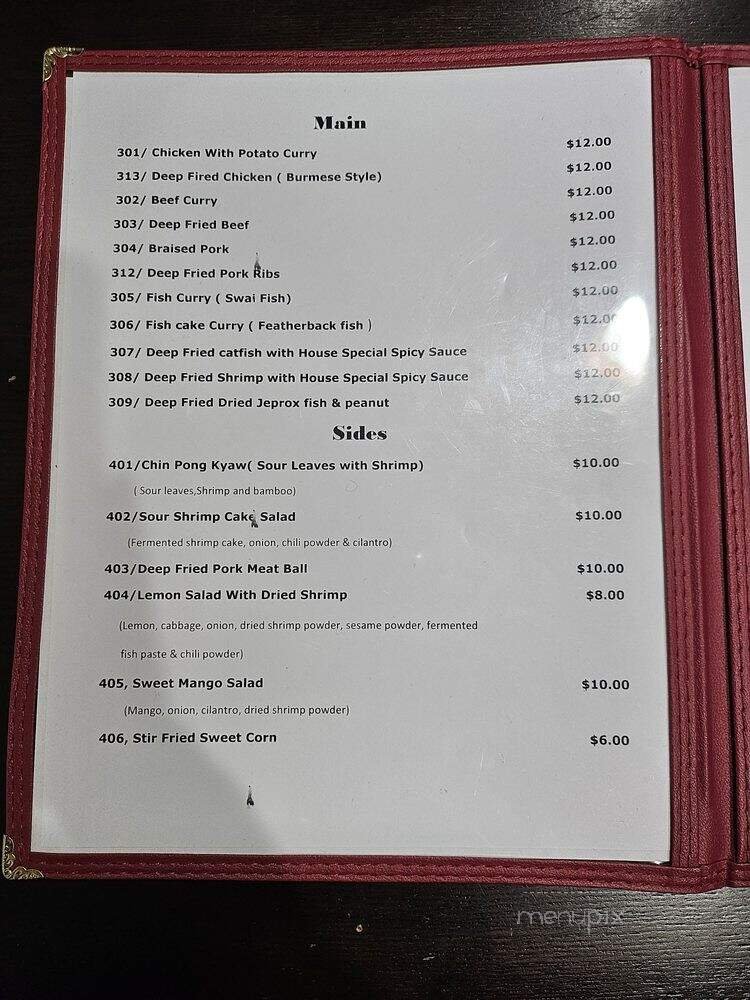 Main
301/ Chicken With Potato Curry $12.00
313/ Deep Fired Chicken ( Burmese Style) $12.00
302/ Beef Curry $12.00
303/ Deep Fried Beef $12.00
304/ Braised Pork $12.00
312/ Deep Fried Pork Ribs $12.00
305/ Fish Curry ( Swai Fish) $12.00
306/ Fish cake Curry ( Featherback fish ) $12.00
307/ Deep Fried catfish with House Special Spicy Sauce $12.00
308/ Deep Fried Shrimp with House Special Spicy Sauce $12.00
309/ Deep Fried Dried Jeprox fish & peanut $12.00
Sides
401/Chin Pong Kyaw( Sour Leaves with Shrimp) $10.00
( Sour leaves,Shrimp and bamboo)
402/Sour Shrimp Cake Salad $10.00
(Fermented shrimp cake, onion, chili powder & cilantro)
403/Deep Fried Pork Meat Ball $10.00
404/Lemon Salad With Dried Shrimp $8.00
(Lemon, cabbage, onion, dried shrimp powder, sesame powder, fermented
fish paste & chili powder)
405, Sweet Mango Salad $10.00
(Mango, onion, cilantro, dried shrimp powder)
406, Stir Fried Sweet Corn $6.00
menupix